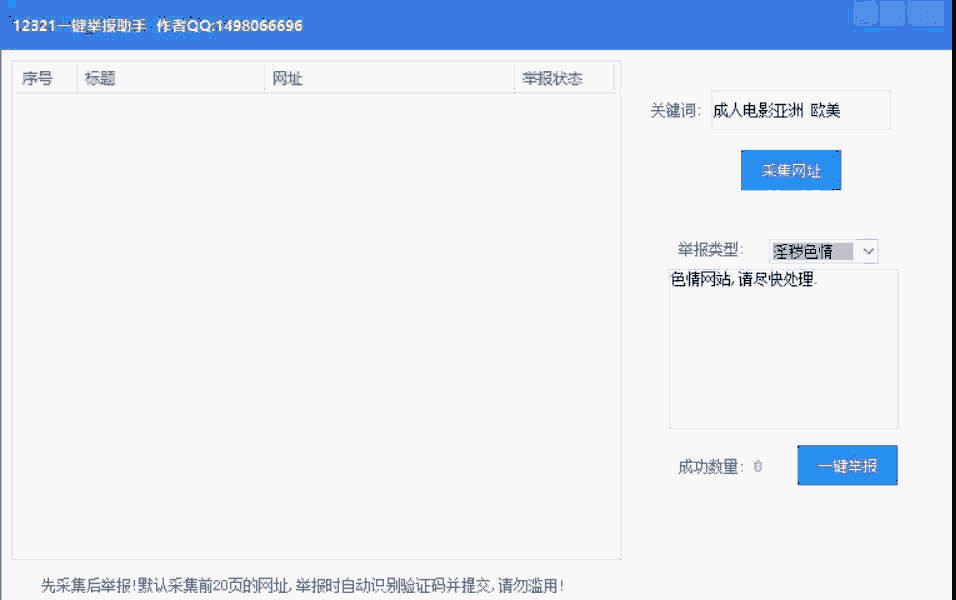 12321一键举报助手 作者QQ:1498066696
序号 标题 网址 举报状态
关键词: 成人电影亚洲 欧美
采集网址
举报类型: 淫秽色情
色情网站,请尽快处理.
成功数量: 0 一键举报
先采集后举报!默认采集前20页的网址,举报时自动识别验证码并提交,请勿滥用!